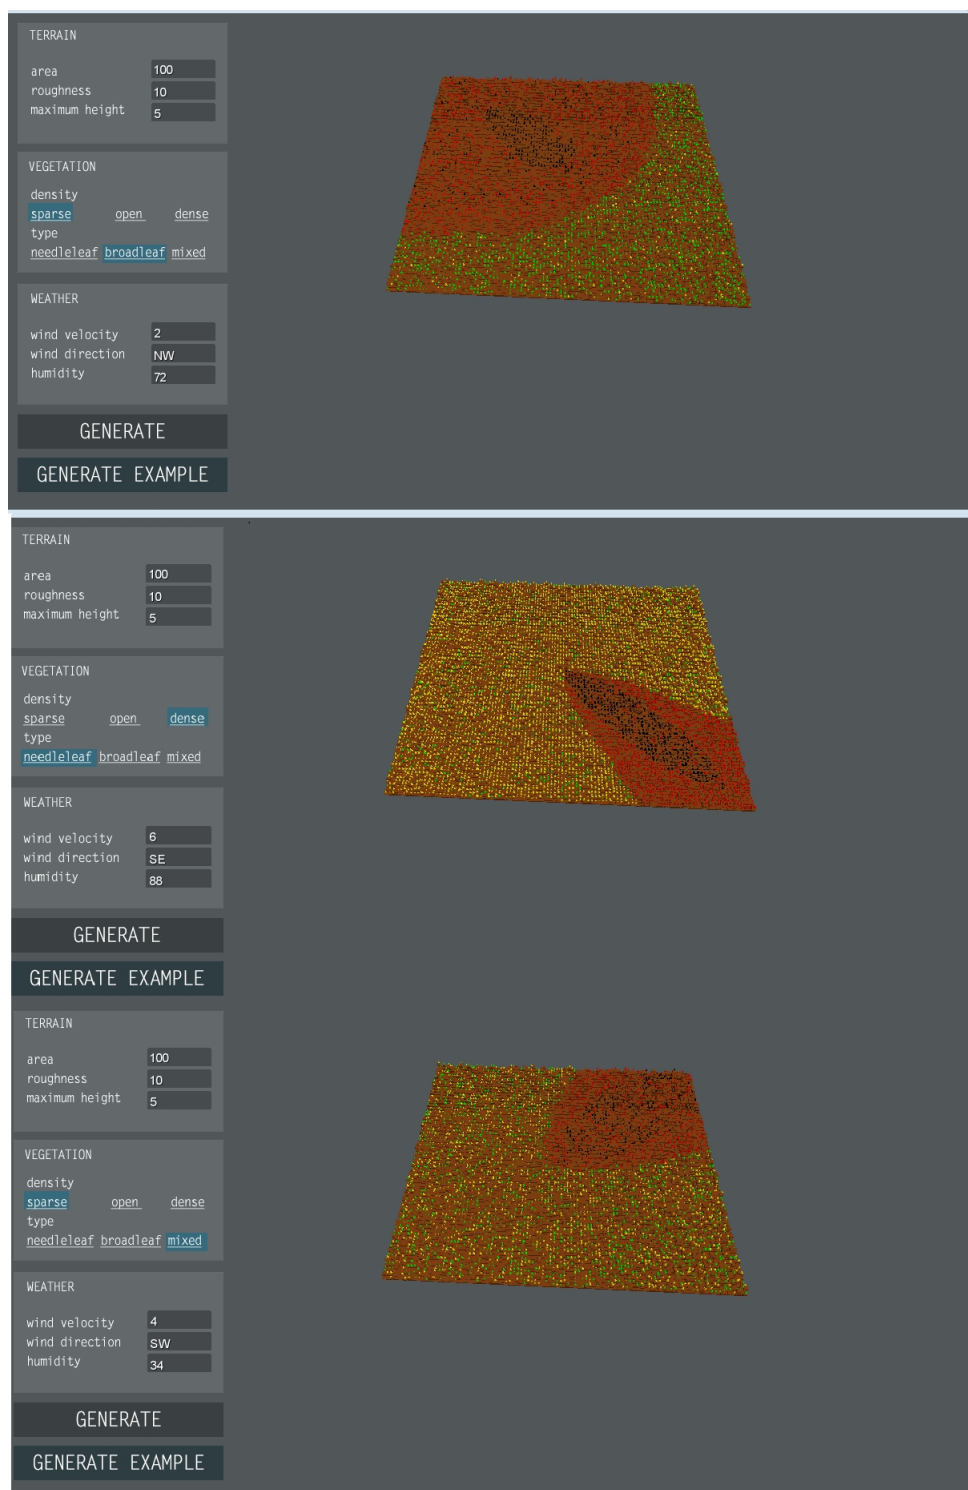 TERRAIN
area 100
roughness 10
maximum height 5
VEGETATION
density
sparse open dense
type
needleleaf broadleaf mixed
WEATHER
wind velocity 2
wind direction NW
humidity 72
GENERATE
GENERATE EXAMPLE
TERRAIN
area 100
roughness 10
maximum height 5
VEGETATION
density
sparse open dense
type
needleleaf broadleaf mixed
WEATHER
wind velocity 6
wind direction SE
humidity 88
GENERATE
GENERATE EXAMPLE
TERRAIN
area 100
roughness 10
maximum height 5
VEGETATION
density
sparse open dense
type
needleleaf broadleaf mixed
WEATHER
wind velocity 4
wind direction SW
humidity 34
GENERATE
GENERATE EXAMPLE